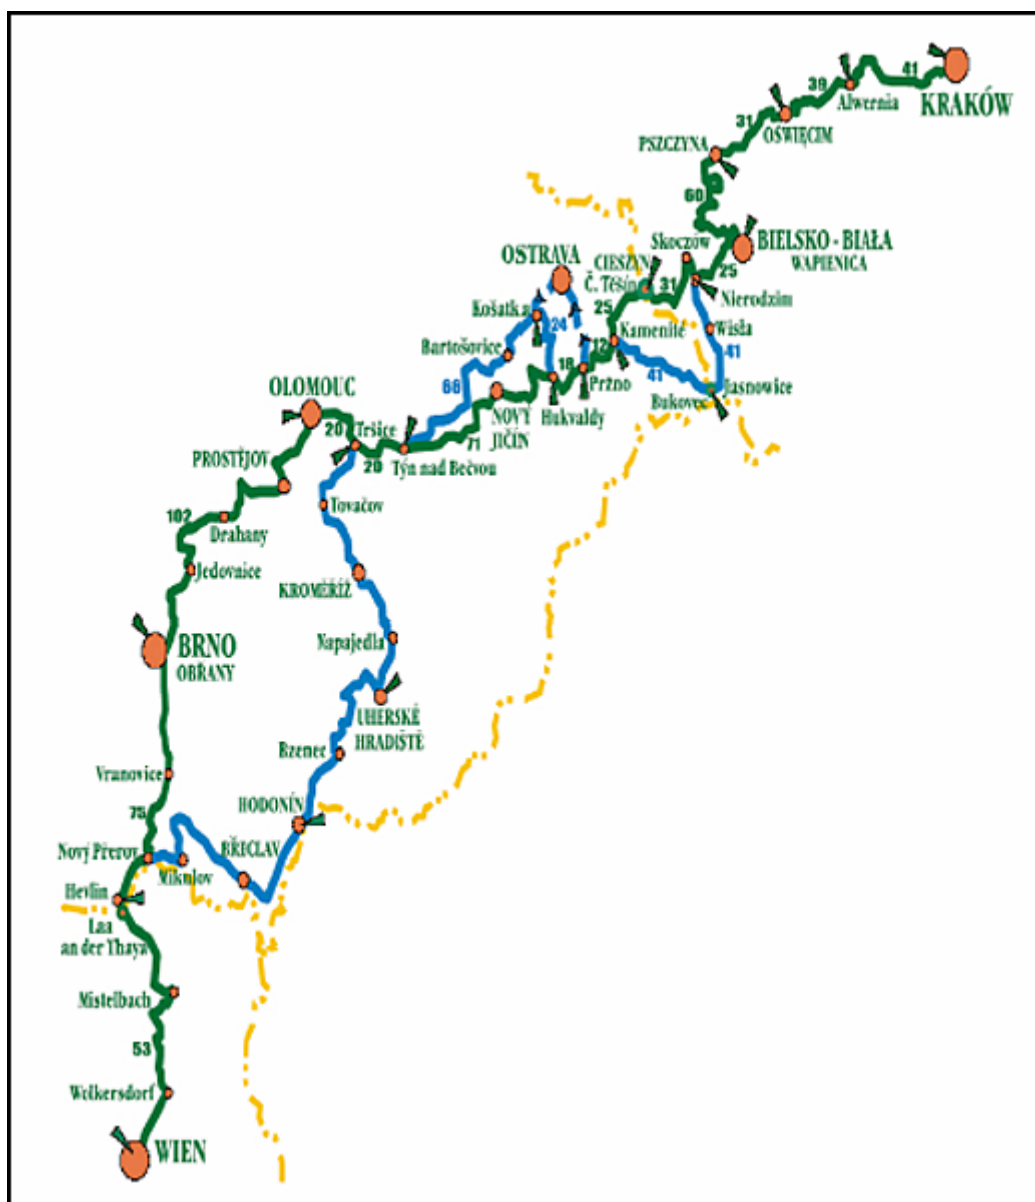 41
39
Alwernia
KRAKÓW
31
OŚWIĘCIM
PSZCZYNA
60
Skoczów
BIELSKO - BIAŁA
WAPIENICA
OSTRAVA
CIESZYN
Č. Těšín
31
25
Nierodzim
25
Košatka
24
Kamenité
Wisła
Bartošovice
12
41
18
41
Pržno
Jasnowice
66
Bukovec
OLOMOUC
NOVÝ
JIČÍN
Hukvaldy
20
Tršice
71
20
Týn nad Bečvou
PROSTĚJOV
Tovačov
102
Drahany
Jedovnice
KROMĚŘÍŽ
BRNO
OBŘANY
Napajedla
UHERSKÉ
HRADIŠTĚ
Bzenec
Vranovice
HODONÍN
75
BŘECLAV
Nový Přerov
Mikulov
Hevlín
Laa
an der Thaya
Mistelbach
53
Wolkersdorf
WIEN